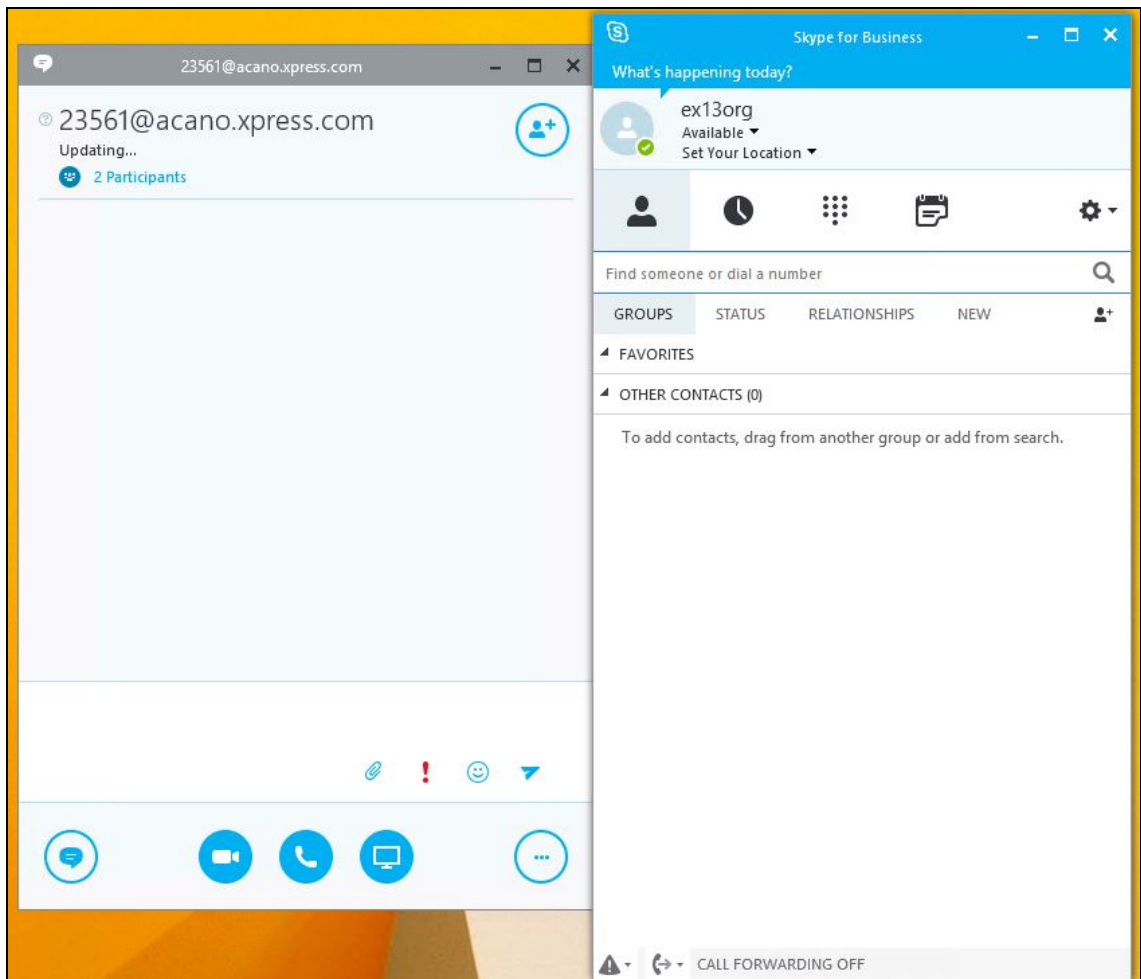 23561@acano.xpress.com
23561@acano.xpress.com
Updating...
2 Participants
Skype for Business
What's happening today?
ex13org
Available
Set Your Location
Find someone or dial a number
GROUPS STATUS RELATIONSHIPS NEW
FAVORITES
OTHER CONTACTS (0)
To add contacts, drag from another group or add from search.
CALL FORWARDING OFF